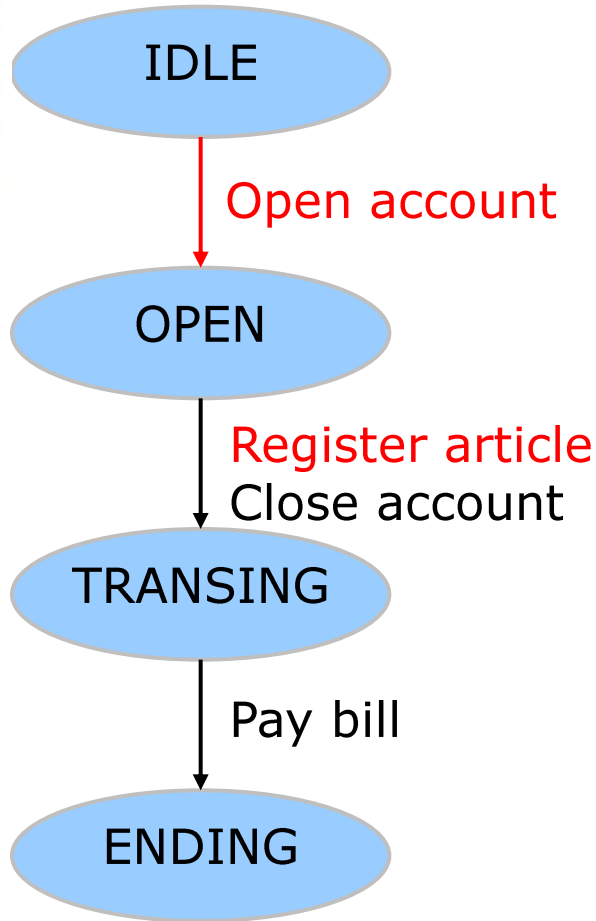 IDLE
Open account
OPEN
Register article
Close account
TRANSING
Pay bill
ENDING